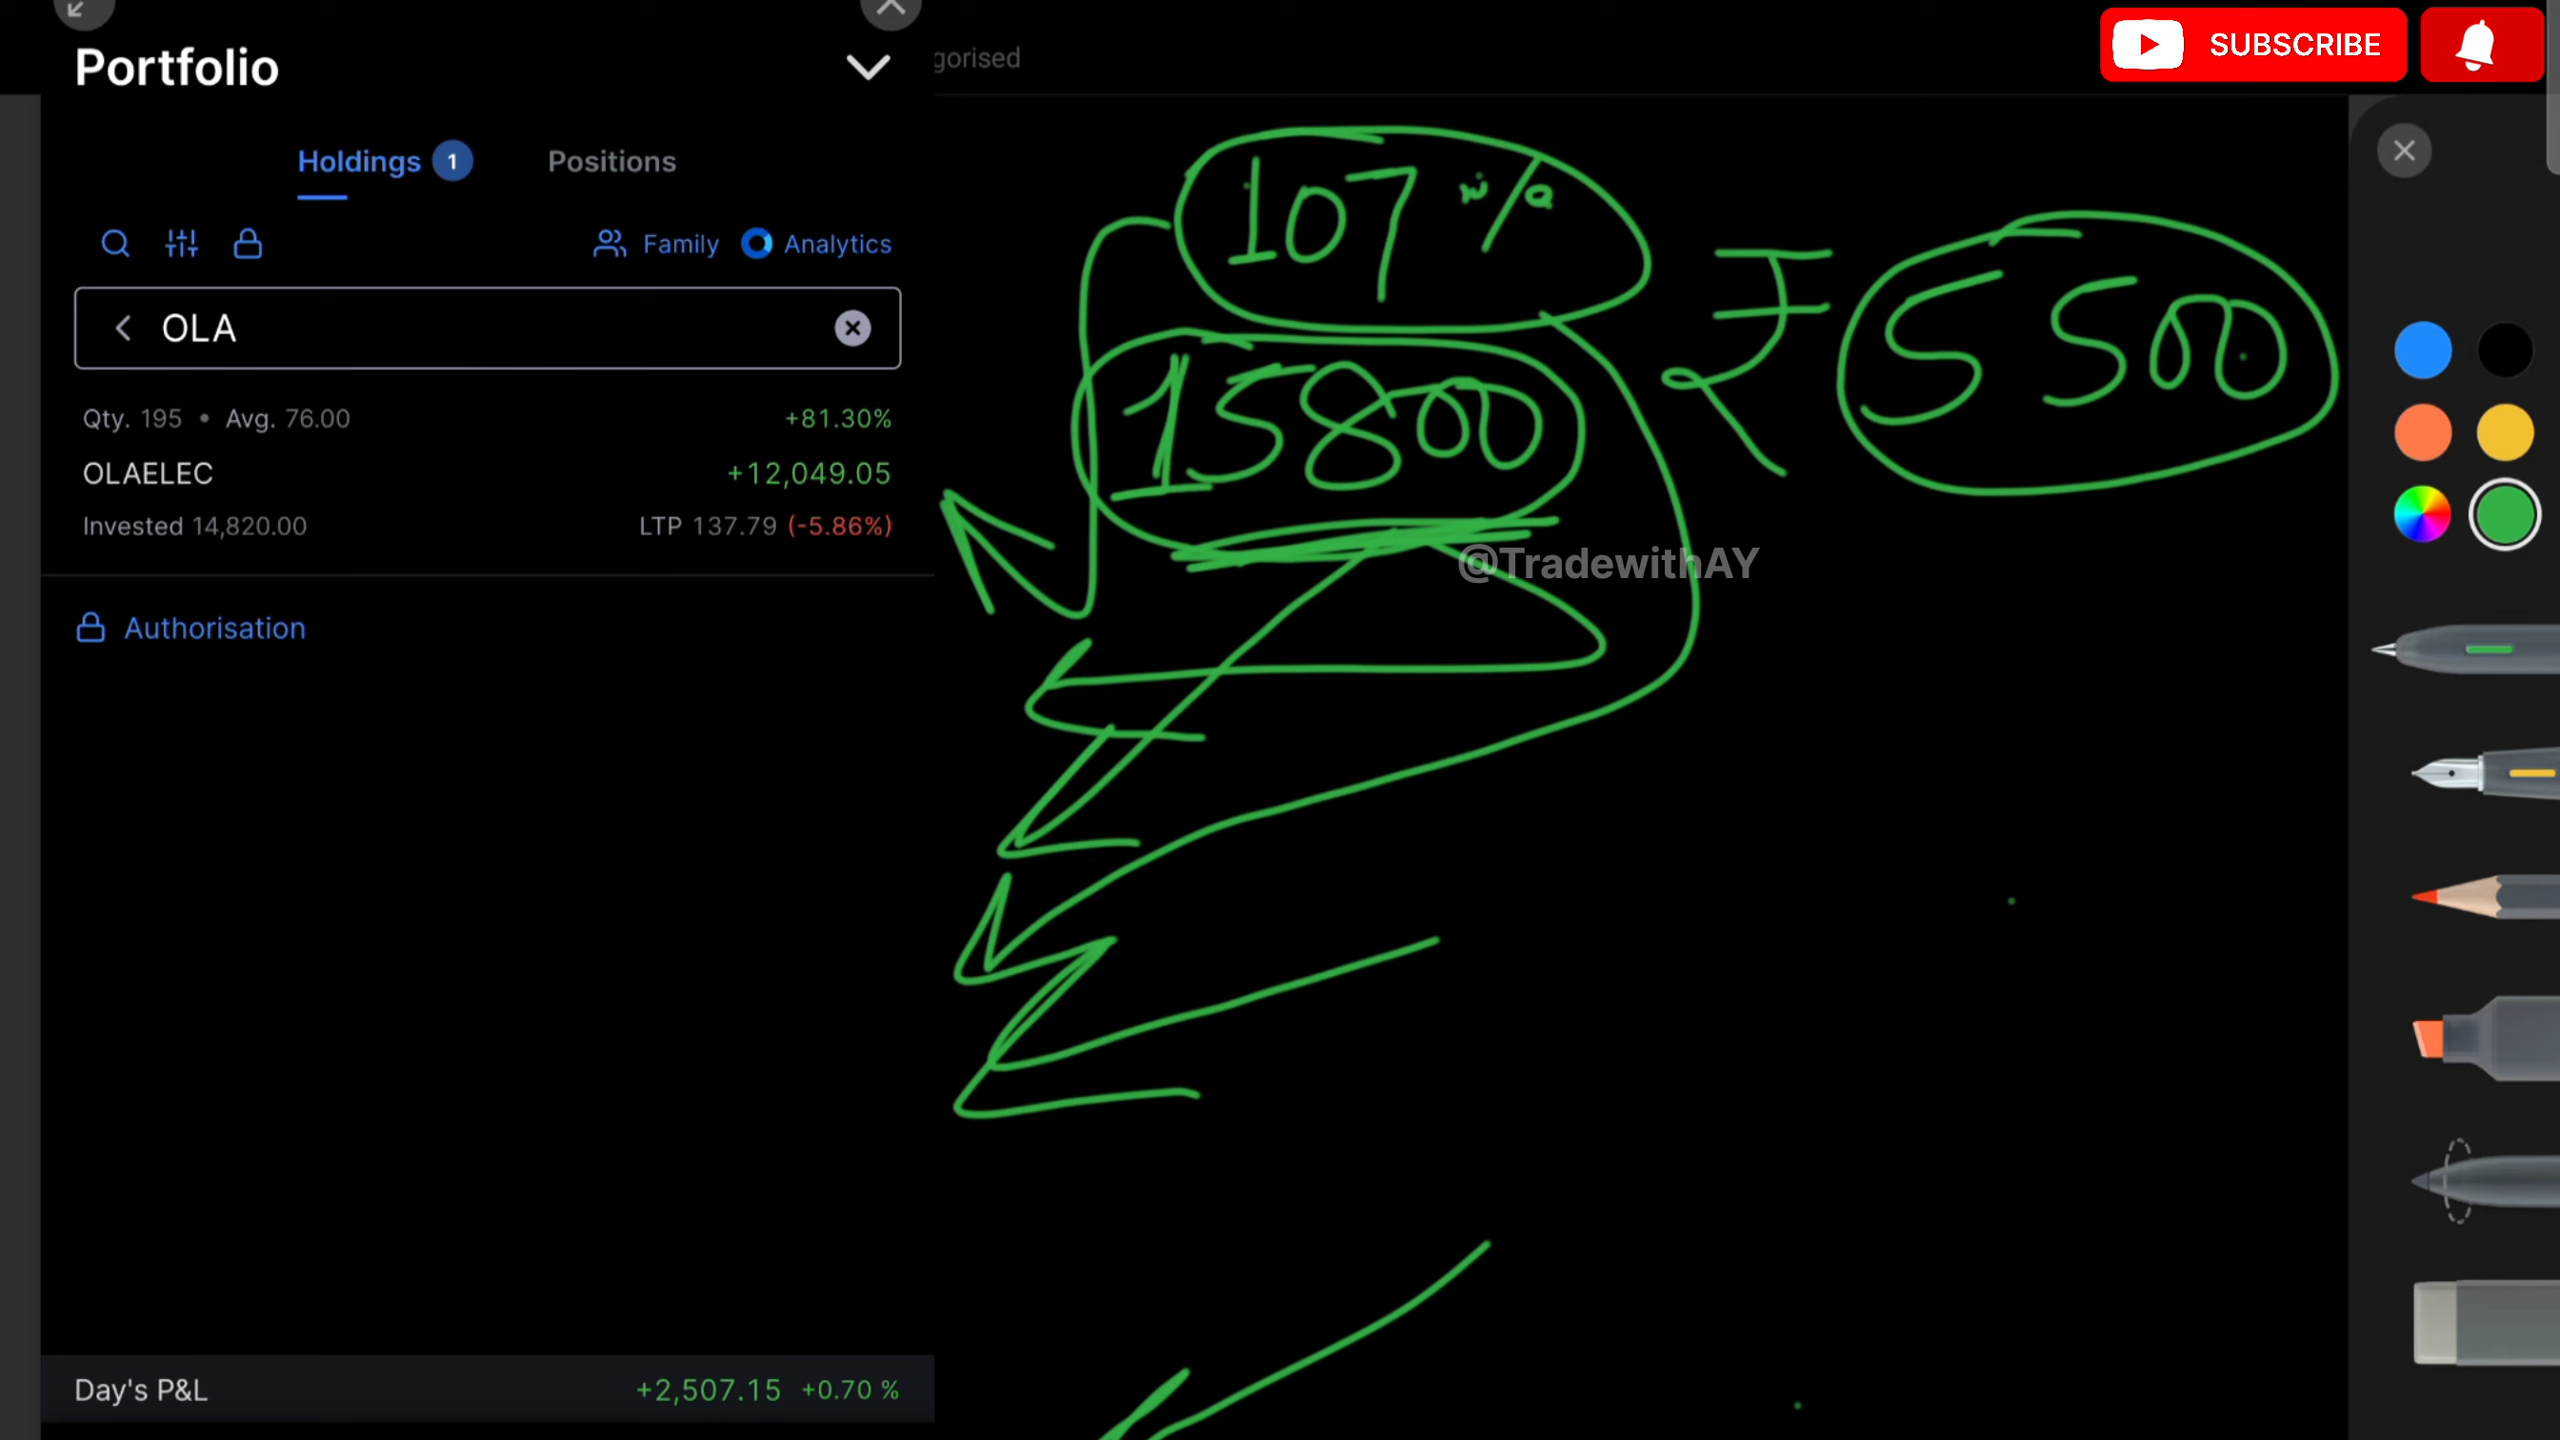 gorised
SUBSCRIBE
Portfolio
Holdings 1 Positions
Family Analytics
OLA
Qty. 195 • Avg. 76.00 +81.30%
OLAELEC +12,049.05
Invested 14,820.00 LTP 137.79 (-5.86%)
Authorisation
107
15800
₹ 5500
@TradewithAY
Day's P&L +2,507.15 +0.70 %